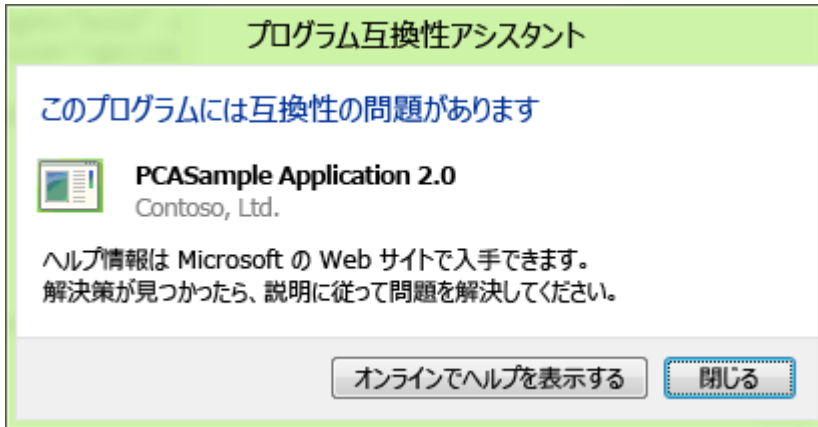 プログラム互換性アシスタント
このプログラムには互換性の問題があります
PCASample Application 2.0
Contoso, Ltd.
ヘルプ情報は Microsoft の Web サイトで入手できます。
解決策が見つかったら、説明に従って問題を解決してください。
オンラインでヘルプを表示する
閉じる